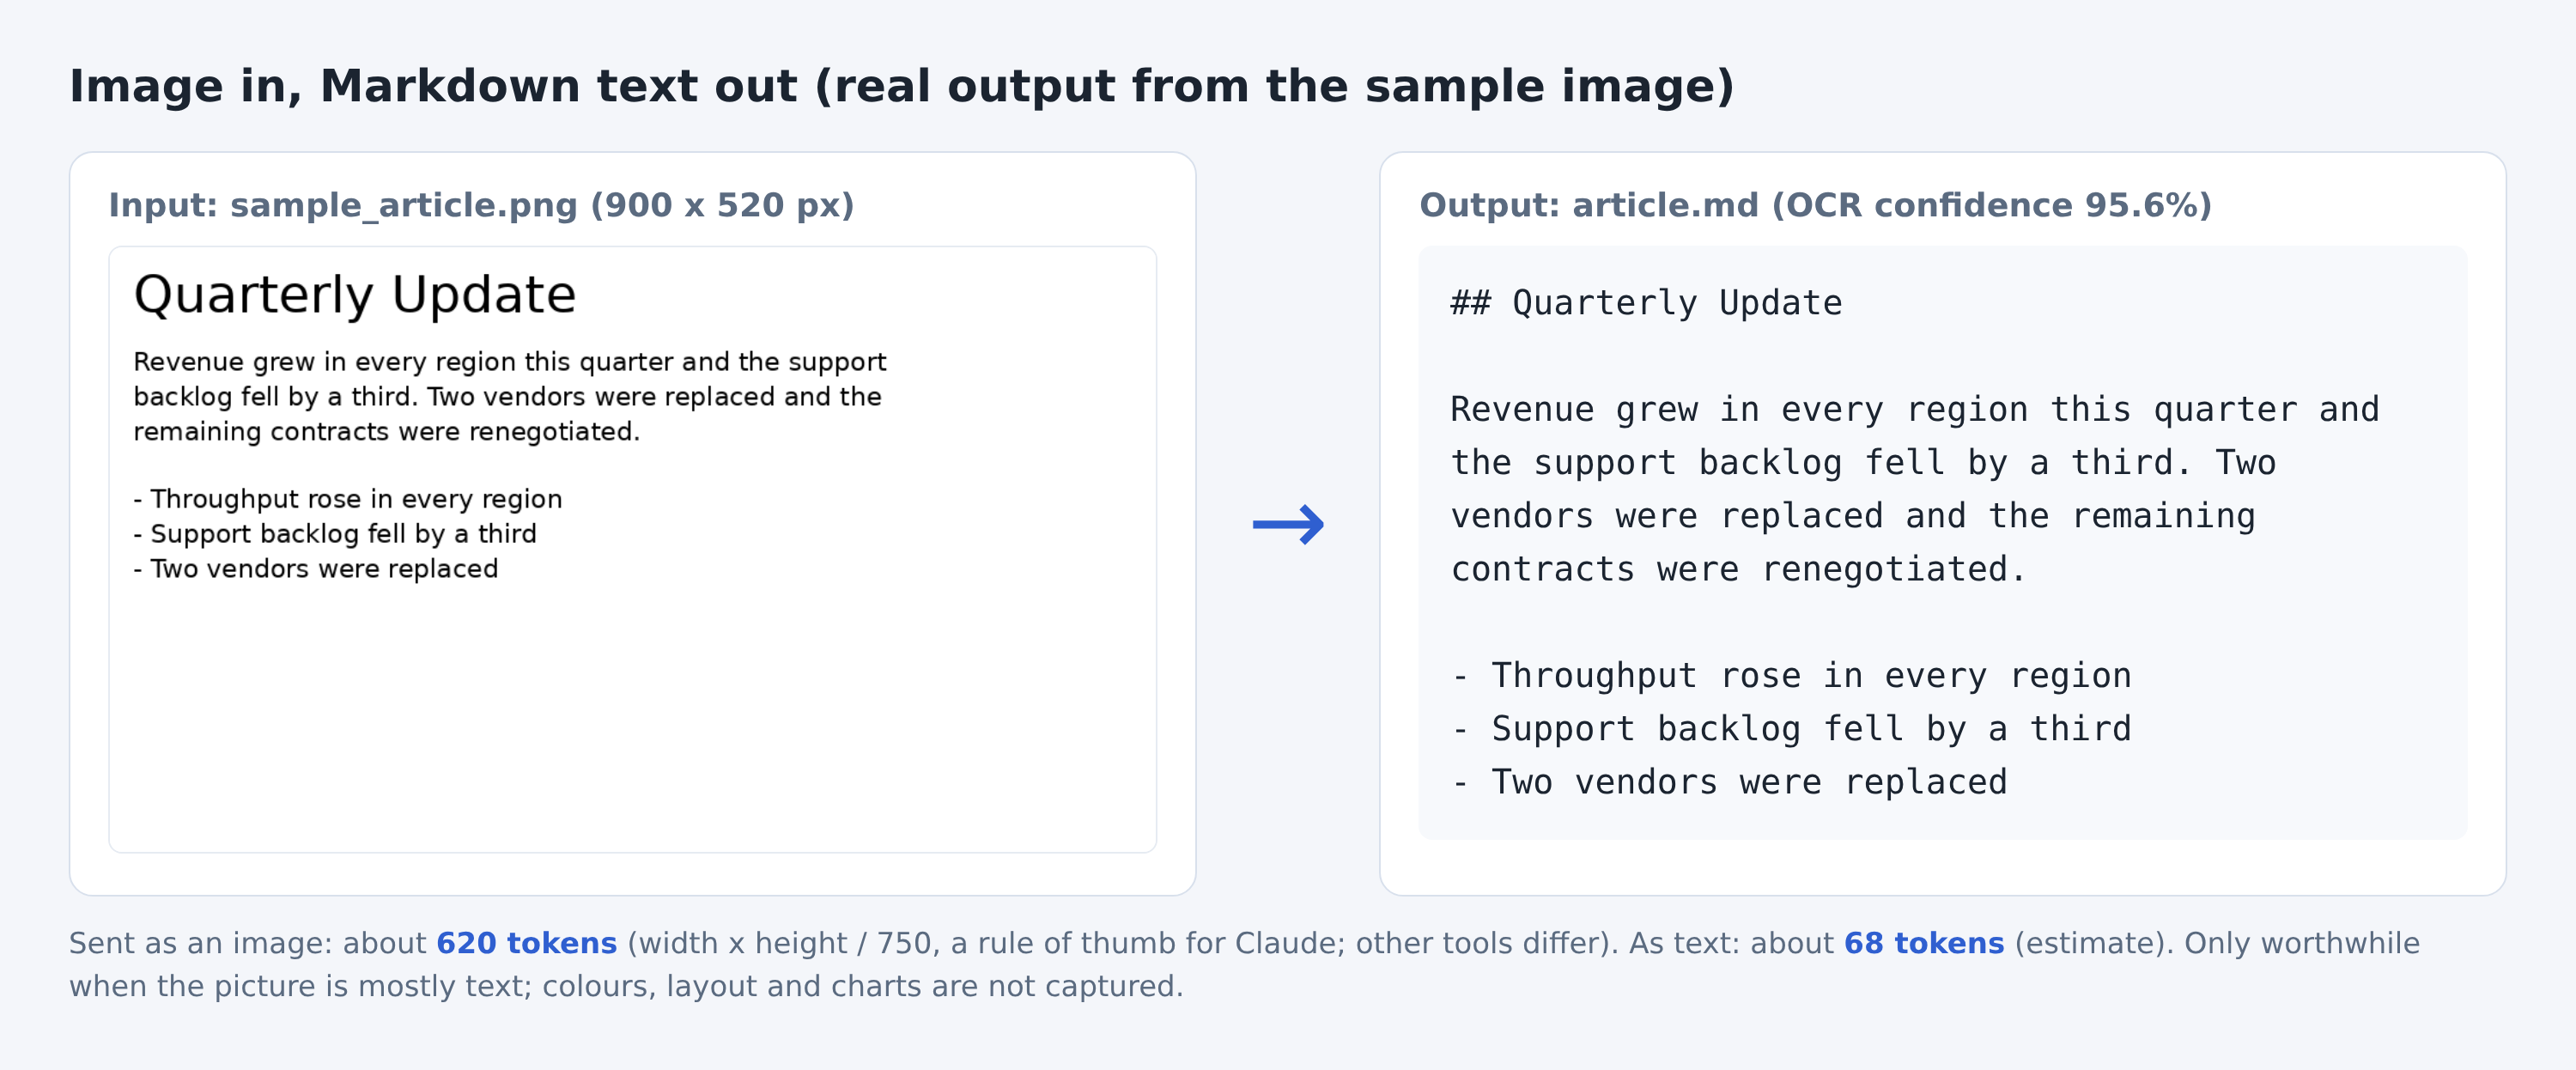 Image in, Markdown text out (real output from the sample image)
Input: sample_article.png (900 x 520 px)
Quarterly Update
Revenue grew in every region this quarter and the support
backlog fell by a third. Two vendors were replaced and the
remaining contracts were renegotiated.
- Throughput rose in every region
- Support backlog fell by a third
- Two vendors were replaced
→
Output: article.md (OCR confidence 95.6%)
## Quarterly Update
Revenue grew in every region this quarter and
the support backlog fell by a third. Two
vendors were replaced and the remaining
contracts were renegotiated.
- Throughput rose in every region
- Support backlog fell by a third
- Two vendors were replaced
Sent as an image: about 620 tokens (width x height / 750, a rule of thumb for Claude; other tools differ). As text: about 68 tokens (estimate). Only worthwhile
when the picture is mostly text; colours, layout and charts are not captured.